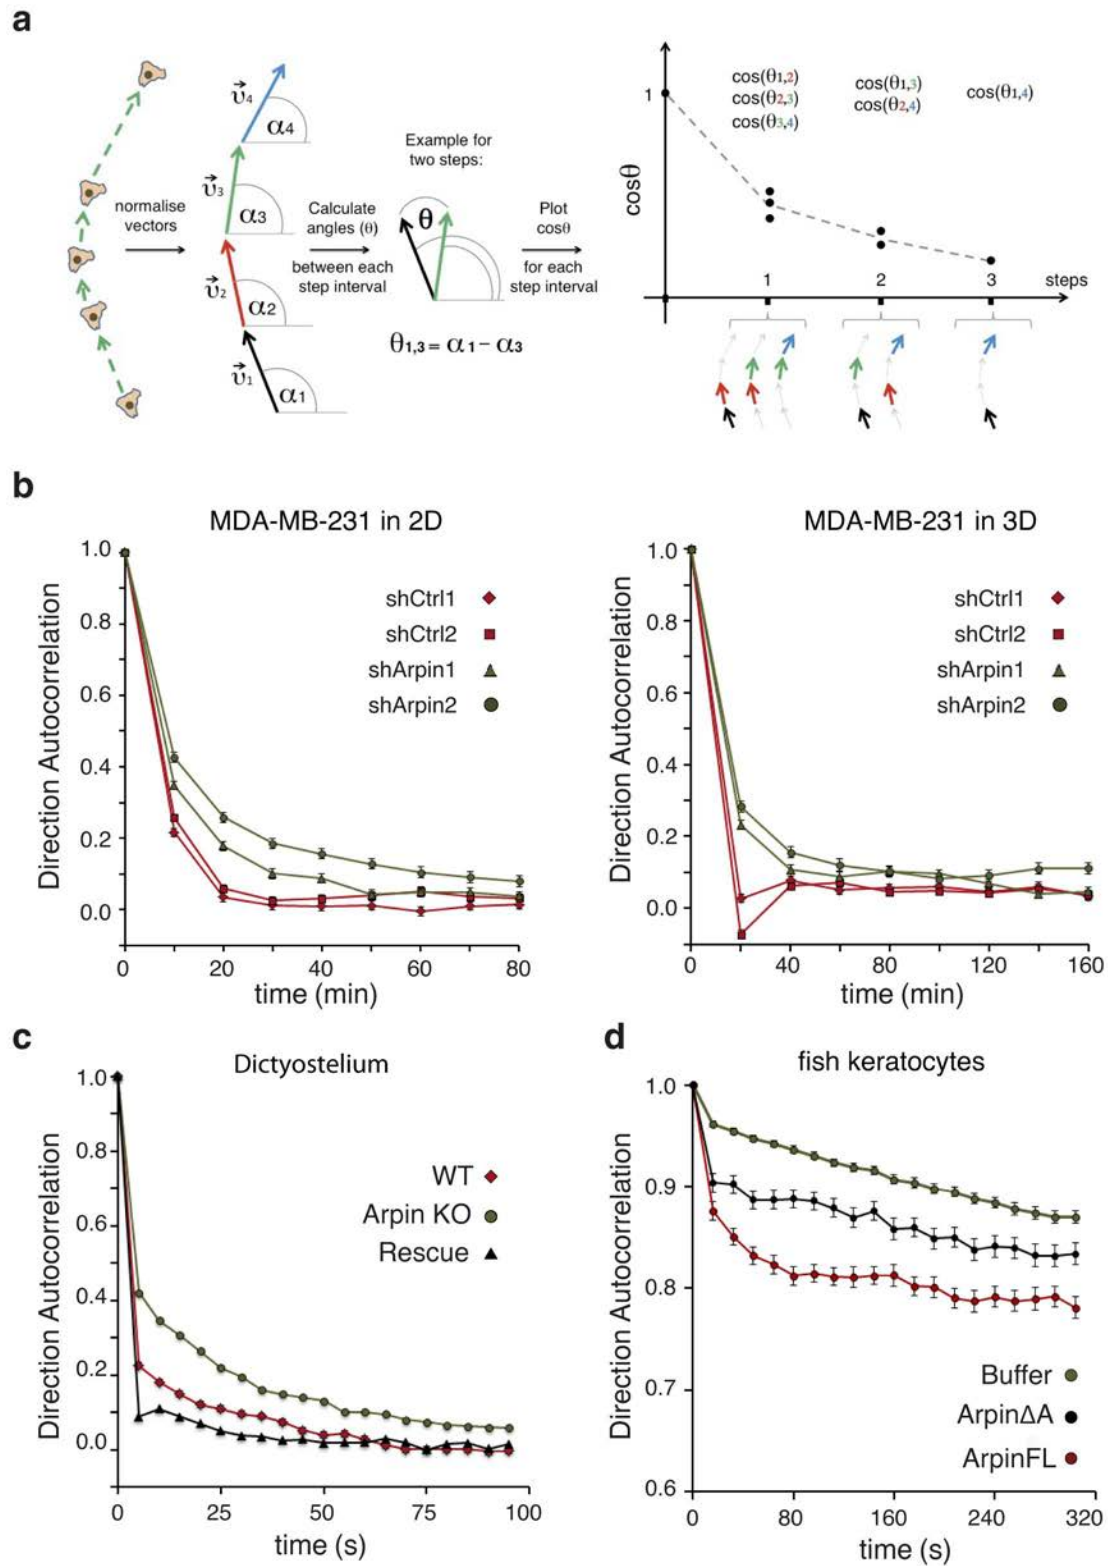 a
normalise
vectors
υ⃗4
α4
υ⃗3
α3
υ⃗2
α2
υ⃗1
α1
Calculate
angles (θ)
between each
step interval
Example for
two steps:
θ
θ1,3 = α1 − α3
Plot
cosθ
for each
step interval
cosθ
1
cos(θ1,2)
cos(θ2,3)
cos(θ3,4)
cos(θ1,3)
cos(θ2,4)
cos(θ1,4)
1 2 3 steps
b
MDA-MB-231 in 2D
Direction Autocorrelation
1.0
0.8
0.6
0.4
0.2
0.0
shCtrl1
shCtrl2
shArpin1
shArpin2
0 20 40 60 80
time (min)
MDA-MB-231 in 3D
Direction Autocorrelation
1.0
0.8
0.6
0.4
0.2
0.0
shCtrl1
shCtrl2
shArpin1
shArpin2
0 40 80 120 160
time (min)
c
Dictyostelium
Direction Autocorrelation
1.0
0.8
0.6
0.4
0.2
0.0
WT
Arpin KO
Rescue
0 25 50 75 100
time (s)
d
fish keratocytes
Direction Autocorrelation
1.0
0.9
0.8
0.7
0.6
Buffer
ArpinΔA
ArpinFL
0 80 160 240 320
time (s)